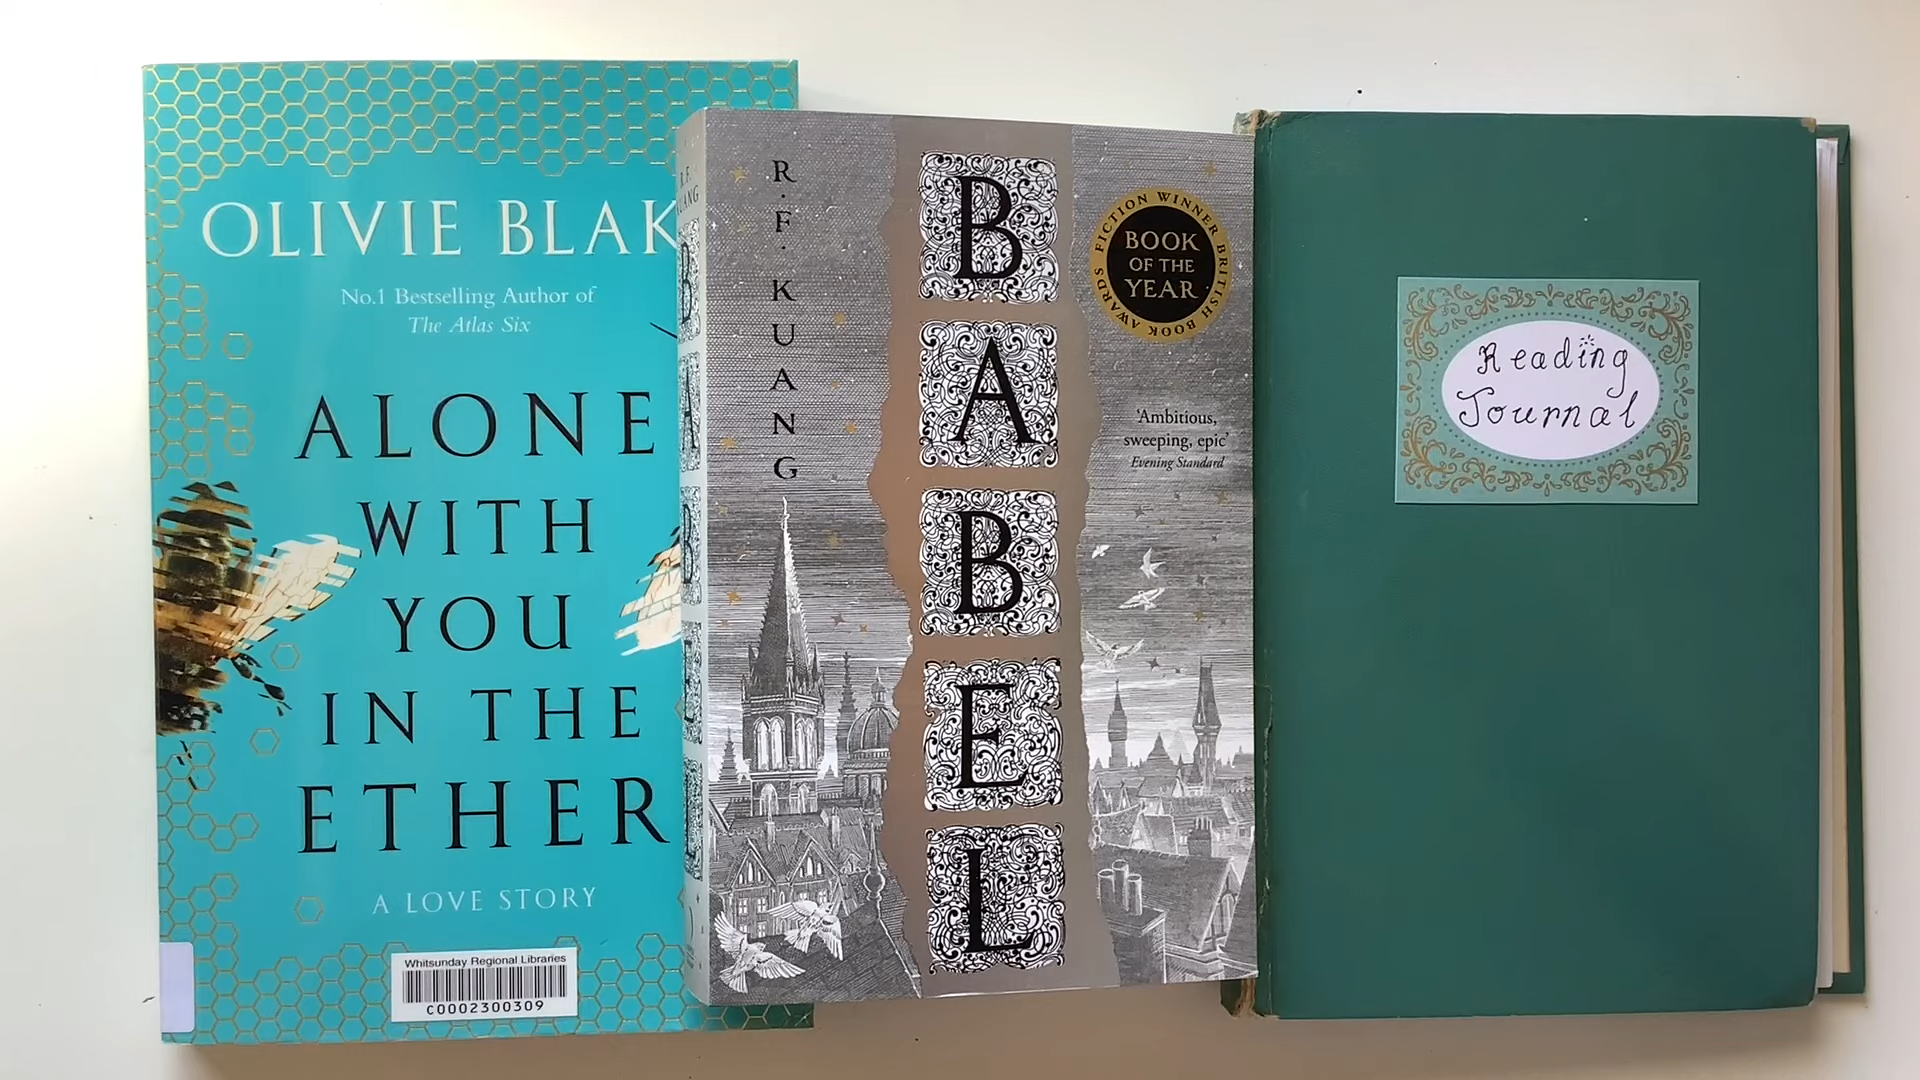 OLIVIE BLAK
No.1 Bestselling Author of
The Atlas Six
ALONE
WITH
YOU
IN THE
ETHER
A LOVE STORY
Whitsunday Regional Libraries
C0002300309
R.F. KUANG
BABEL
R.F.
KUANG
BABEL
FICTION WINNER BRITISH BOOK AWARDS
BOOK
OF THE
YEAR
'Ambitious,
sweeping, epic'
Evening Standard
Reading
Journal